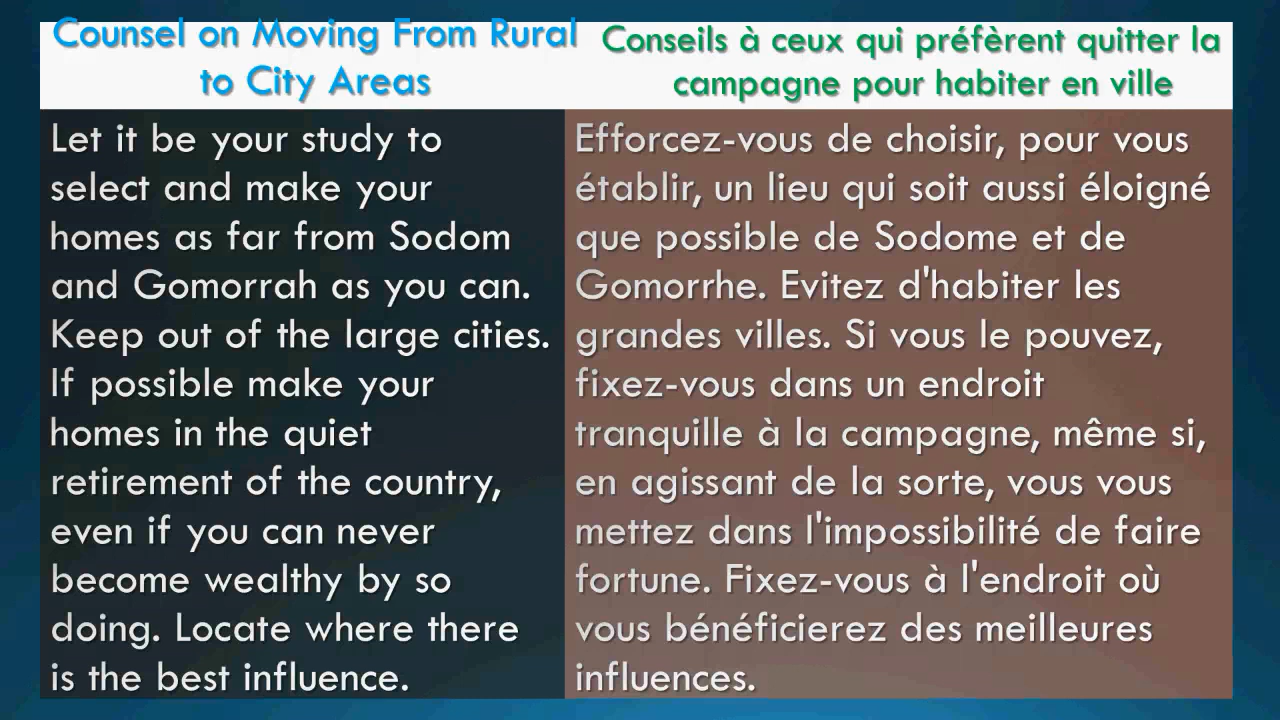 Counsel on Moving From Rural
to City Areas
Conseils à ceux qui préfèrent quitter la
campagne pour habiter en ville
Let it be your study to
select and make your
homes as far from Sodom
and Gomorrah as you can.
Keep out of the large cities.
If possible make your
homes in the quiet
retirement of the country,
even if you can never
become wealthy by so
doing. Locate where there
is the best influence.
Efforcez-vous de choisir, pour vous
établir, un lieu qui soit aussi éloigné
que possible de Sodome et de
Gomorrhe. Evitez d'habiter les
grandes villes. Si vous le pouvez,
fixez-vous dans un endroit
tranquille à la campagne, même si,
en agissant de la sorte, vous vous
mettez dans l'impossibilité de faire
fortune. Fixez-vous à l'endroit où
vous bénéficierez des meilleures
influences.